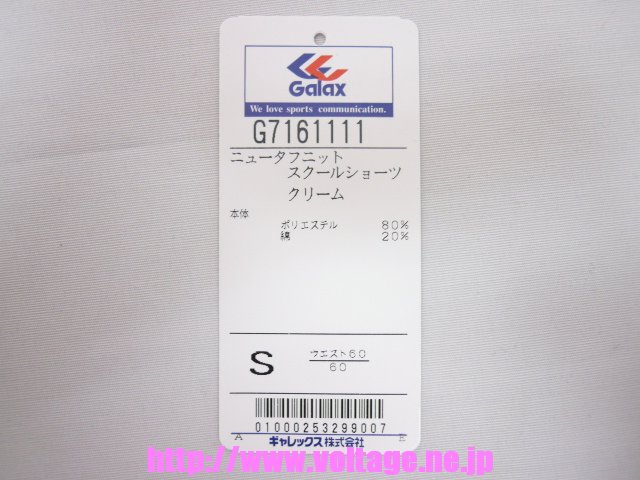 Galax
We love sports communication.
G7161111
ニュータフニット
スクールショーツ
クリーム
本体
ポリエステル 80%
綿 20%
S ウエスト60
60
01000253299007
A ギャレックス株式会社 E
http://www.voltage.ne.jp